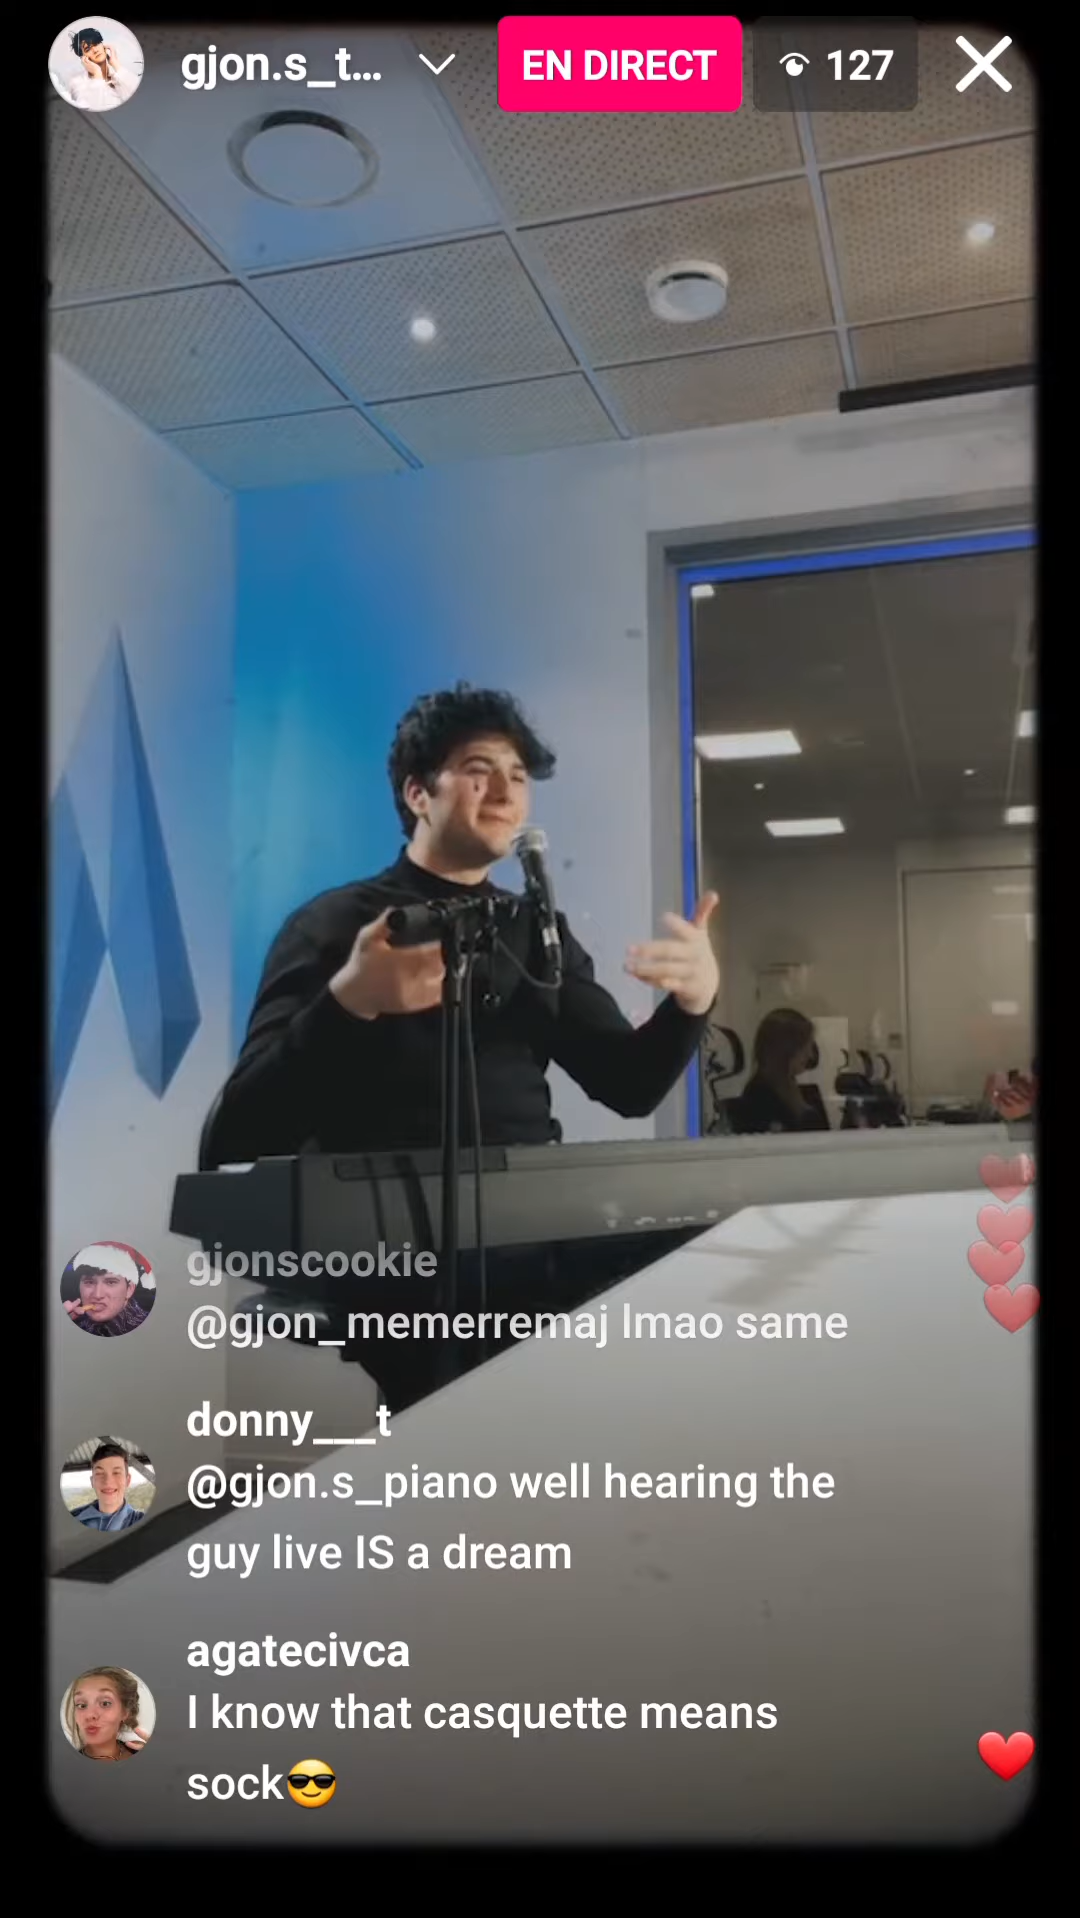 gjon.s_t...
EN DIRECT
127
gjonscookie
@gjon_memerremaj lmao same
donny___t
@gjon.s_piano well hearing the
guy live IS a dream
agatecivca
I know that casquette means
sock😎